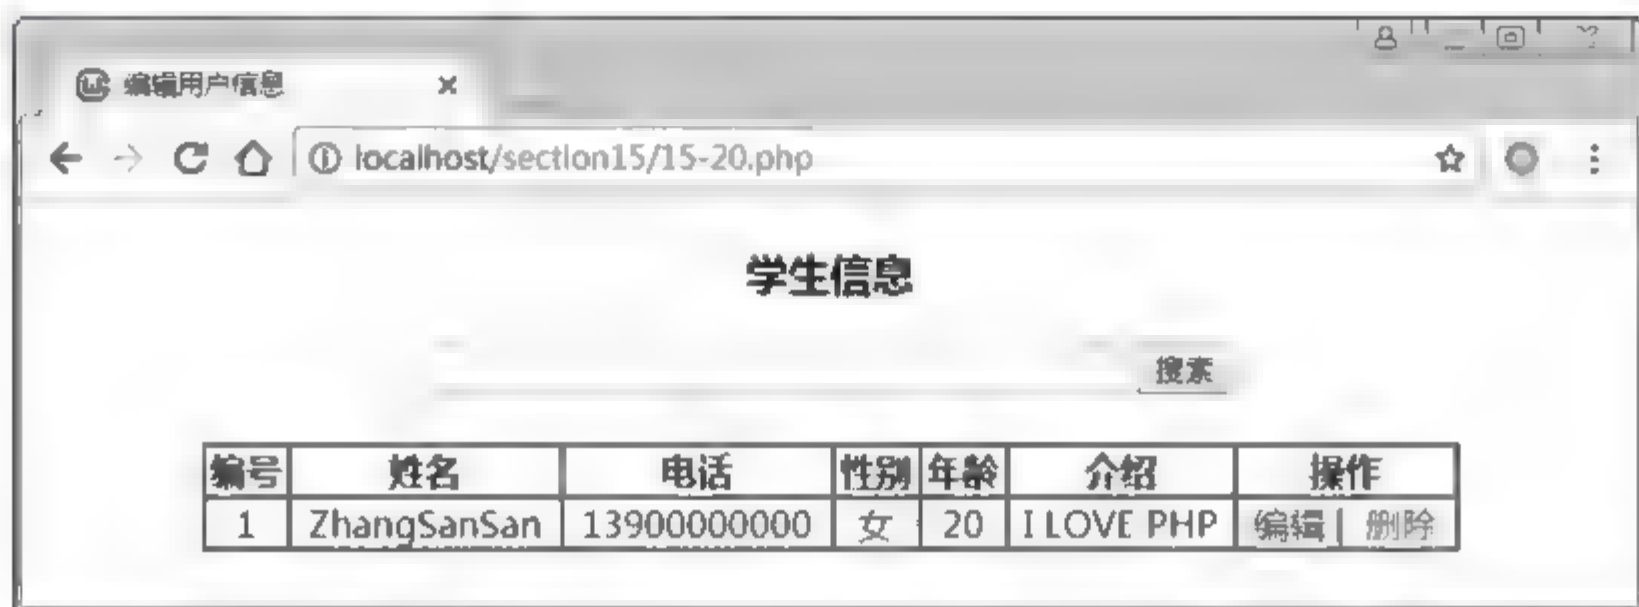 编辑用户信息
localhost/section15/15-20.php
学生信息
搜索
编号 姓名 电话 性别 年龄 介绍 操作
1 ZhangSanSan 13900000000 女 20 I LOVE PHP 编辑 | 删除